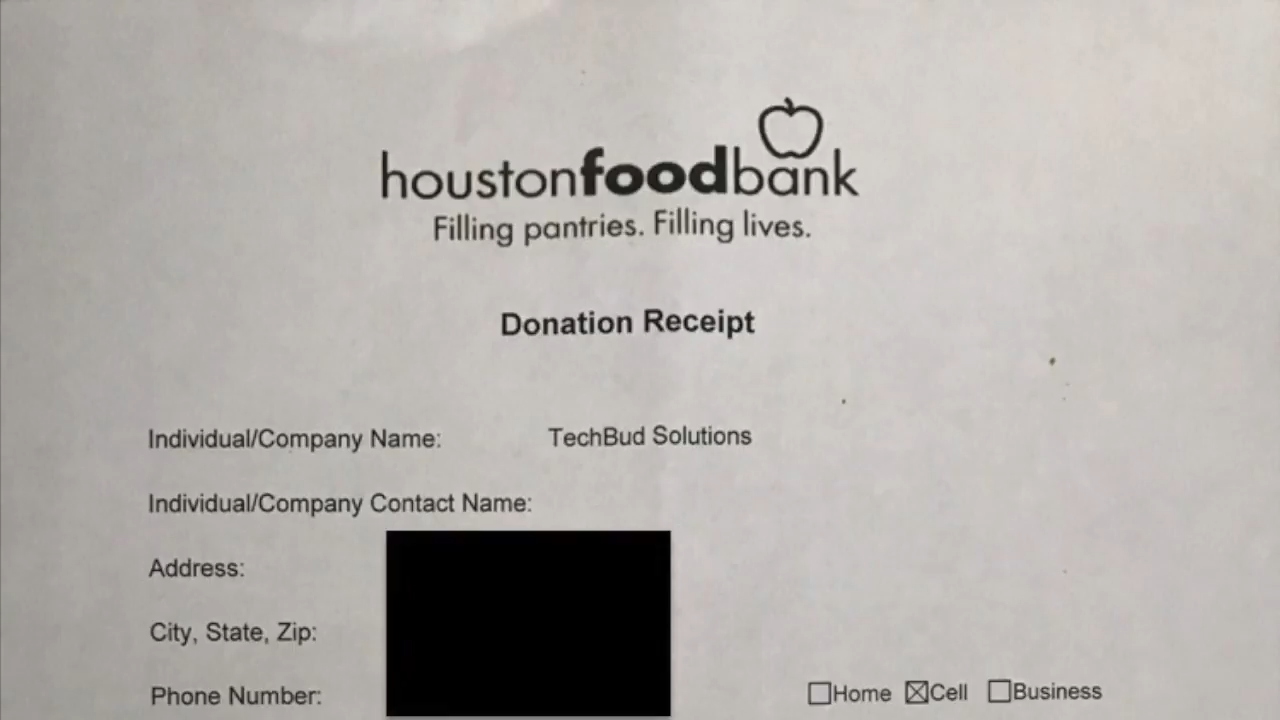 houstonfoodbank
Filling pantries. Filling lives.
Donation Receipt
Individual/Company Name: TechBud Solutions
Individual/Company Contact Name:
Address:
City, State, Zip:
Phone Number: ☐Home ☒Cell ☐Business